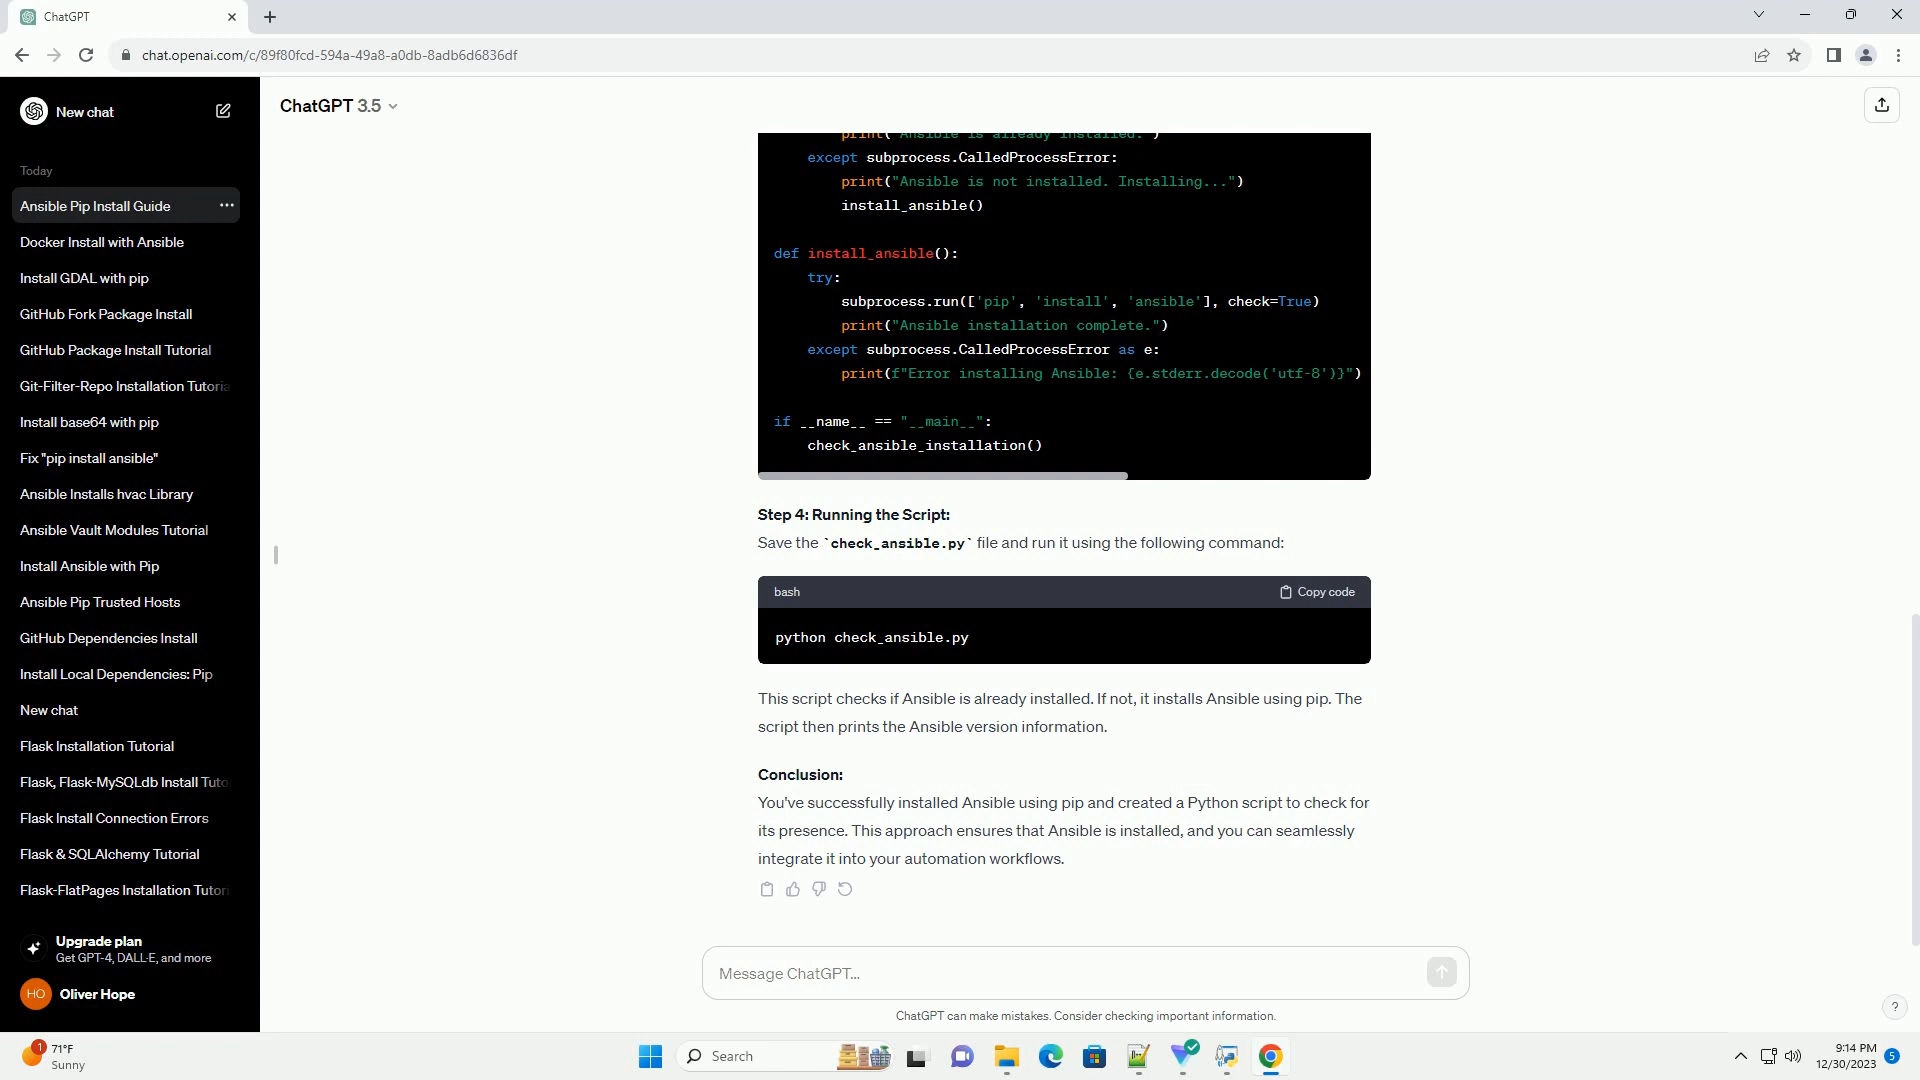 ChatGPT
chat.openai.com/c/89f80fcd-594a-49a8-a0db-8adb6d6836df
New chat
Today
Ansible Pip Install Guide
Docker Install with Ansible
Install GDAL with pip
GitHub Fork Package Install
GitHub Package Install Tutorial
Git-Filter-Repo Installation Tutoria
Install base64 with pip
Fix "pip install ansible"
Ansible Installs hvac Library
Ansible Vault Modules Tutorial
Install Ansible with Pip
Ansible Pip Trusted Hosts
GitHub Dependencies Install
Install Local Dependencies: Pip
New chat
Flask Installation Tutorial
Flask, Flask-MySQLdb Install Tuto
Flask Install Connection Errors
Flask & SQLAlchemy Tutorial
Flask-FlatPages Installation Tutori
Upgrade plan
Get GPT-4, DALL·E, and more
HO
Oliver Hope
ChatGPT 3.5
print("Ansible is already installed.")
except subprocess.CalledProcessError:
print("Ansible is not installed. Installing...")
install_ansible()
def install_ansible():
try:
subprocess.run(['pip', 'install', 'ansible'], check=True)
print("Ansible installation complete.")
except subprocess.CalledProcessError as e:
print(f"Error installing Ansible: {e.stderr.decode('utf-8')}")
if __name__ == "__main__":
check_ansible_installation()
Step 4: Running the Script:
Save the `check_ansible.py` file and run it using the following command:
bash
Copy code
python check_ansible.py
This script checks if Ansible is already installed. If not, it installs Ansible using pip. The
script then prints the Ansible version information.
Conclusion:
You've successfully installed Ansible using pip and created a Python script to check for
its presence. This approach ensures that Ansible is installed, and you can seamlessly
integrate it into your automation workflows.
Message ChatGPT...
ChatGPT can make mistakes. Consider checking important information.
?
1
71°F
Sunny
Search
9:14 PM
12/30/2023
5